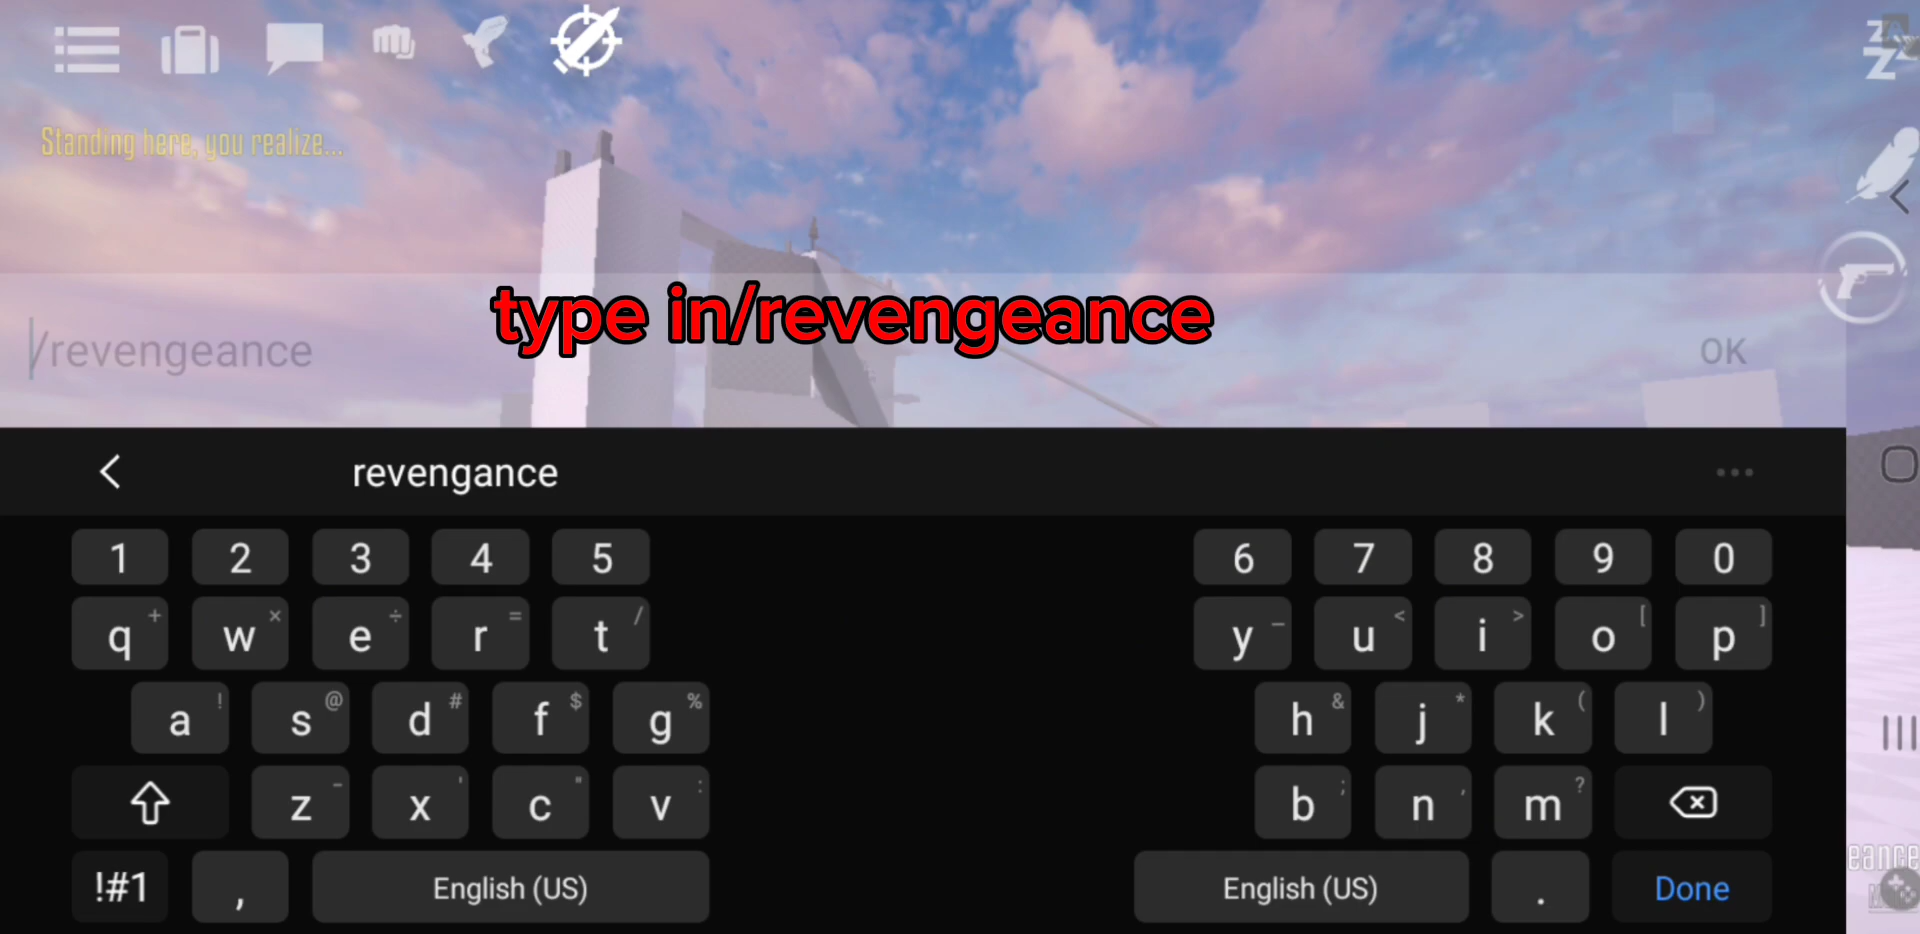 Z
Z
Standing here, you realize...
type in/revengeance
/revengeance
OK
revengance
1 2 3 4 5 6 7 8 9 0
q + w × e ÷ r = t / y _ u < i > o [ p ]
a ! s @ d # f $ g % h & j * k ( l )
z - x ' c " v : b ; n , m ?
!#1 , English (US) English (US) . Done
eance